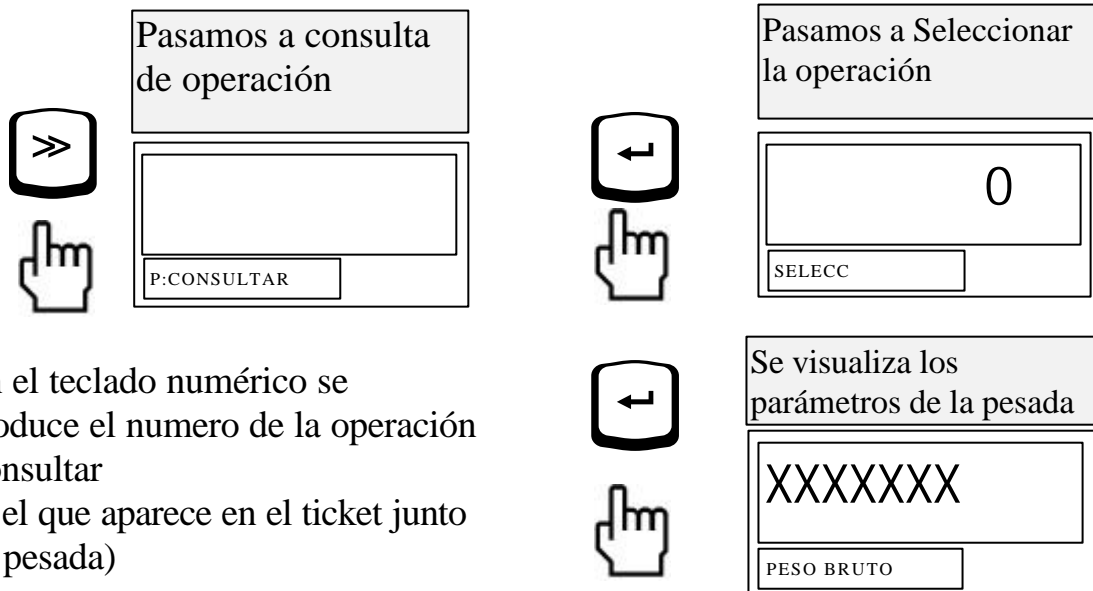 Pasamos a consulta
de operación
P:CONSULTAR
Pasamos a Seleccionar
la operación
0
SELECC
el teclado numérico se
el numero de la operación
el que aparece en el ticket junto
pesada)
Se visualiza los
parámetros de la pesada
XXXXXXX
PESO BRUTO